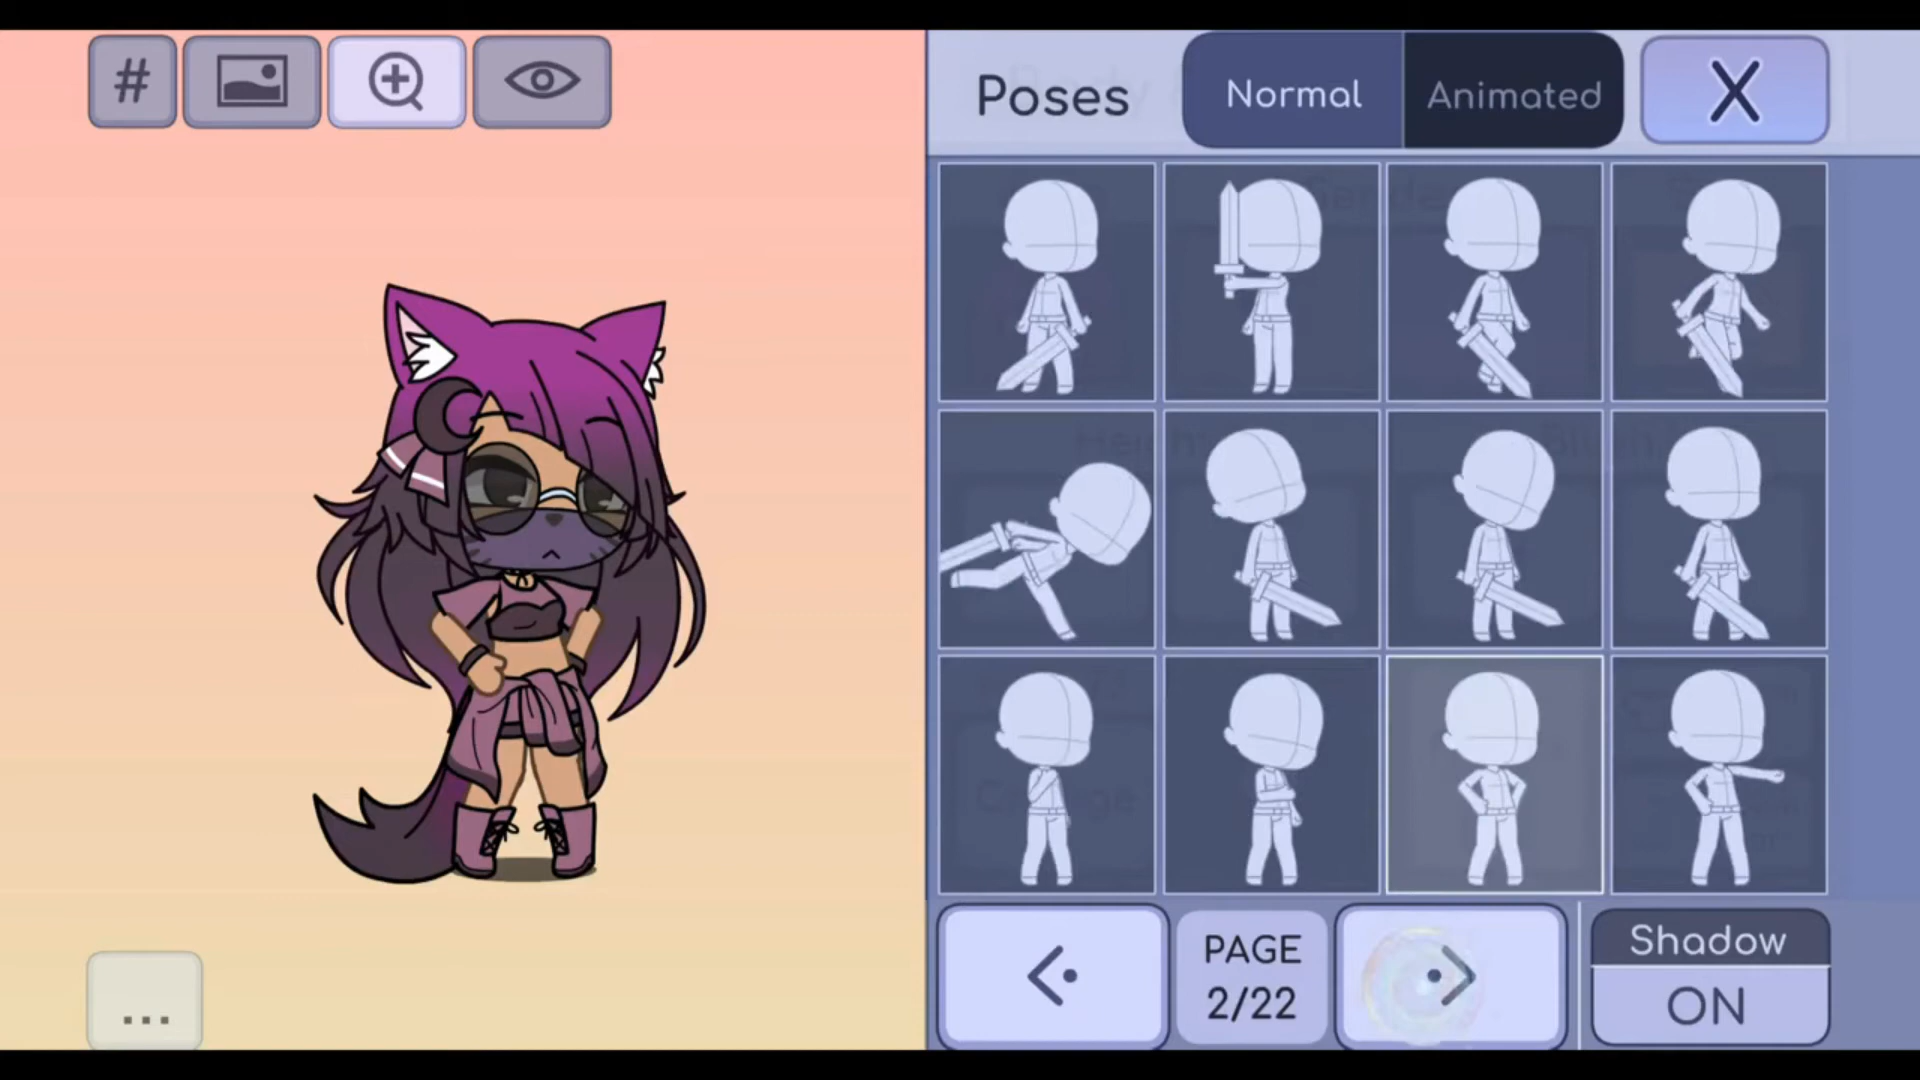 #
Poses
Normal
Animated
X
PAGE
2/22
Shadow
ON
...